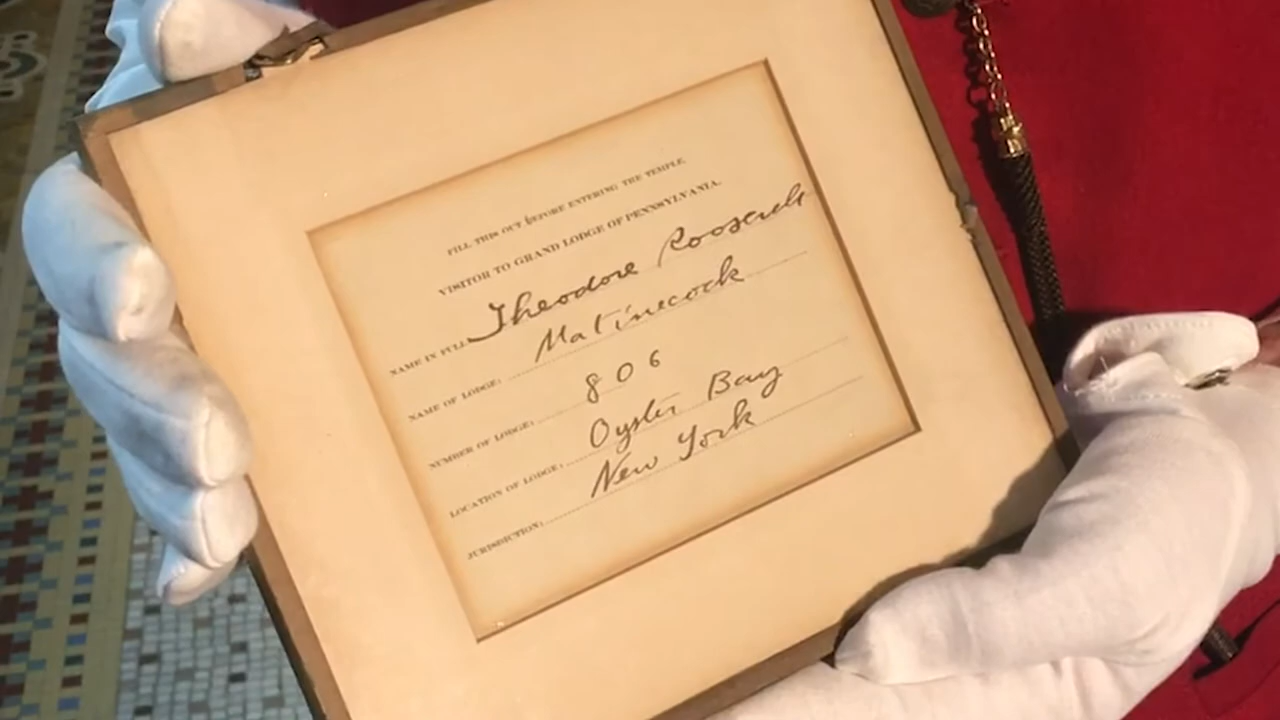 FILL THIS OUT BEFORE ENTERING THE TEMPLE.
VISITOR TO GRAND LODGE OF PENNSYLVANIA.
NAME IN FULL Theodore Roosevelt
NAME OF LODGE: Matinecock
NUMBER OF LODGE: 806
LOCATION OF LODGE: Oyster Bay
JURISDICTION: New York